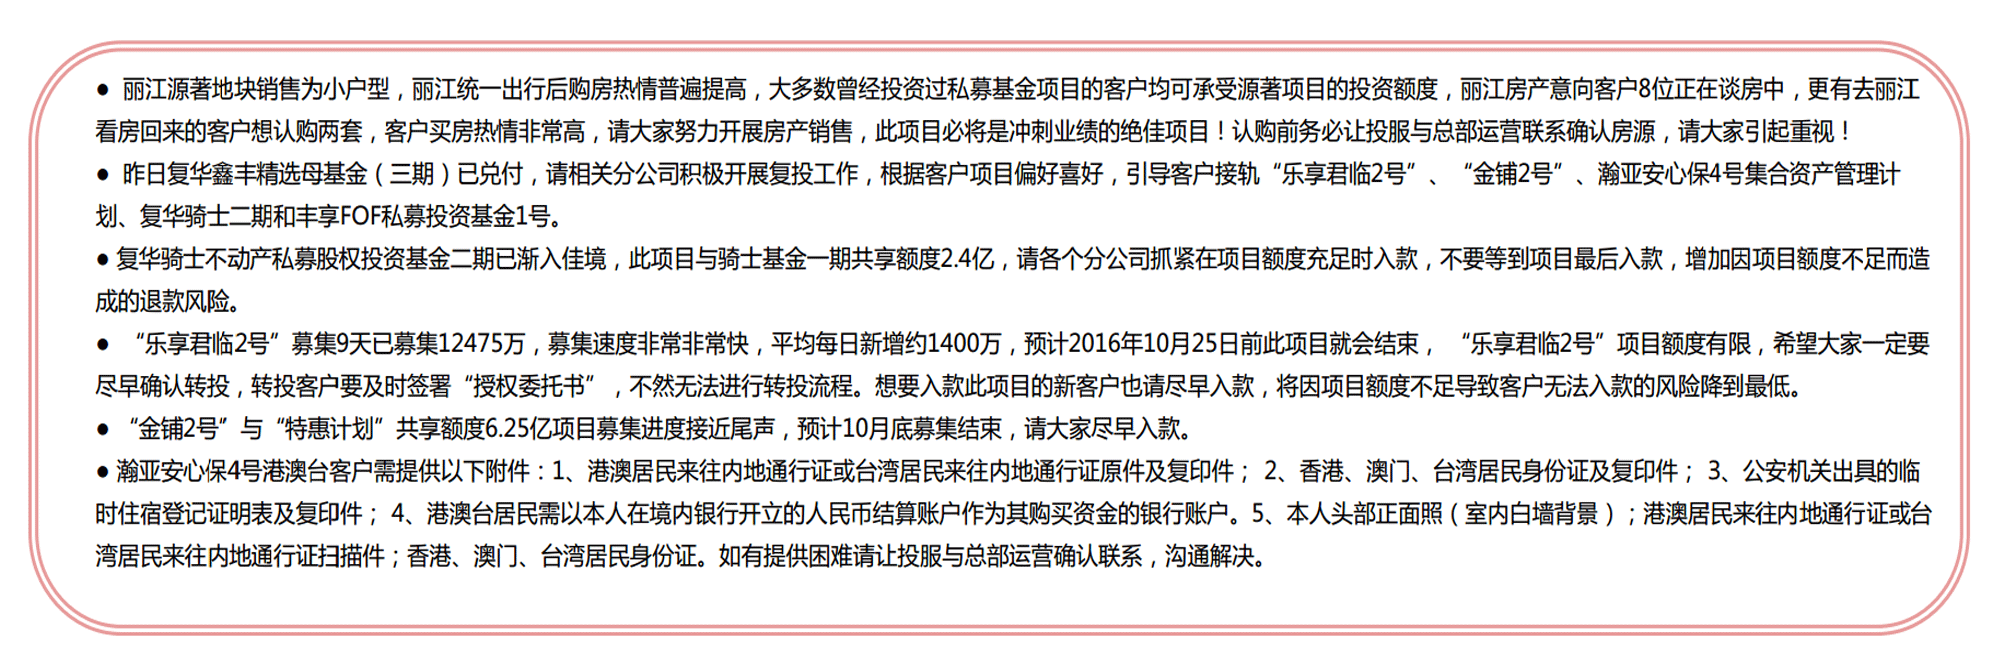 ● 丽江源著地块销售为小户型，丽江统一出行后购房热情普遍提高，大多数曾经投资过私募基金项目的客户均可承受源著项目的投资额度，丽江房产意向客户8位正在谈房中，更有去丽江
看房回来的客户想认购两套，客户买房热情非常高，请大家努力开展房产销售，此项目必将是冲刺业绩的绝佳项目！认购前务必让投服与总部运营联系确认房源，请大家引起重视！
● 昨日复华鑫丰精选母基金（三期）已兑付，请相关分公司积极开展复投工作，根据客户项目偏好喜好，引导客户接轨“乐享君临2号”、“金铺2号”、瀚亚安心保4号集合资产管理计
划、复华骑士二期和丰享FOF私募投资基金1号。
● 复华骑士不动产私募股权投资基金二期已渐入佳境，此项目与骑士基金一期共享额度2.4亿，请各个分公司抓紧在项目额度充足时入款，不要等到项目最后入款，增加因项目额度不足而造
成的退款风险。
● “乐享君临2号”募集9天已募集12475万，募集速度非常非常快，平均每日新增约1400万，预计2016年10月25日前此项目就会结束，“乐享君临2号”项目额度有限，希望大家一定要
尽早确认转投，转投客户要及时签署“授权委托书”，不然无法进行转投流程。想要入款此项目的新客户也请尽早入款，将因项目额度不足导致客户无法入款的风险降到最低。
● “金铺2号”与“特惠计划”共享额度6.25亿项目募集进度接近尾声，预计10月底募集结束，请大家尽早入款。
● 瀚亚安心保4号港澳台客户需提供以下附件：1、港澳居民来往内地通行证或台湾居民来往内地通行证原件及复印件； 2、香港、澳门、台湾居民身份证及复印件； 3、公安机关出具的临
时住宿登记证明表及复印件； 4、港澳台居民需以本人在境内银行开立的人民币结算账户作为其购买资金的银行账户。5、本人头部正面照（室内白墙背景）；港澳居民来往内地通行证或台
湾居民来往内地通行证扫描件；香港、澳门、台湾居民身份证。如有提供困难请让投服与总部运营确认联系，沟通解决。